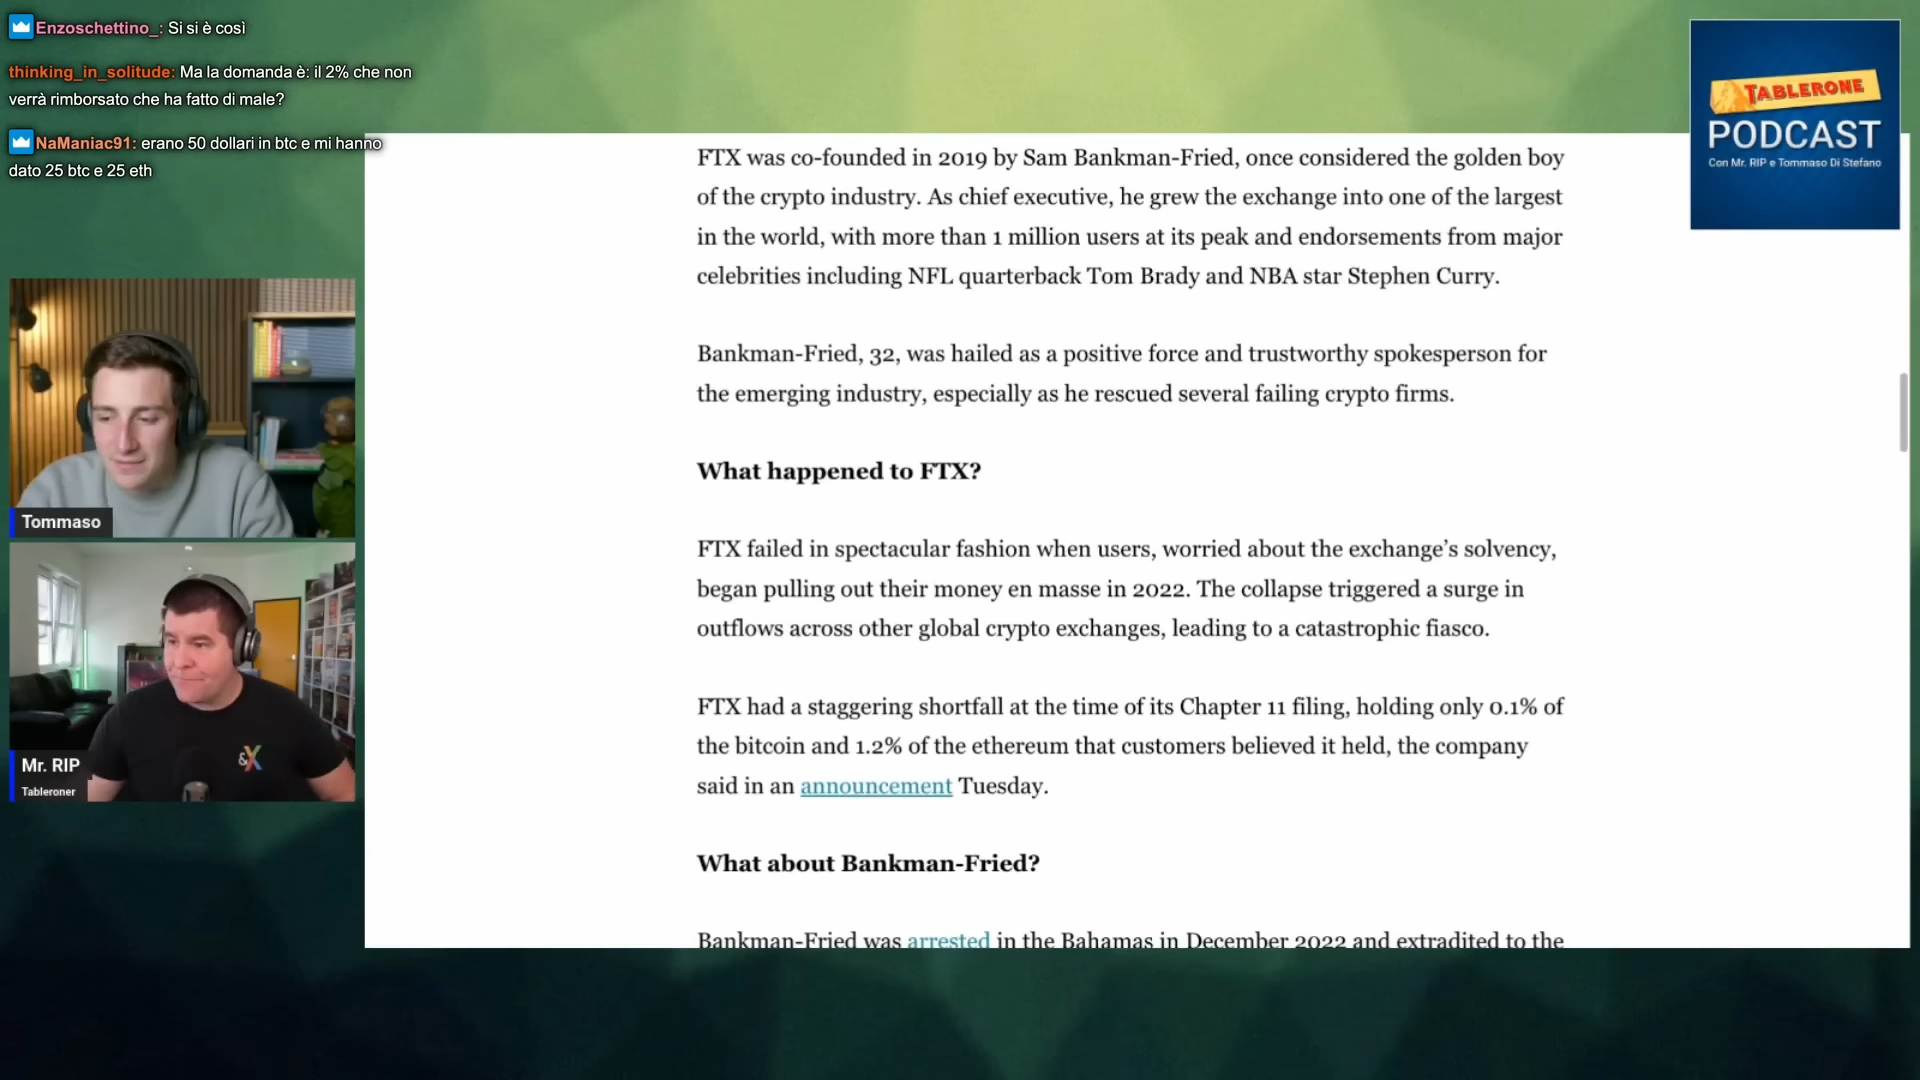 Enzoschettino_: Si si è così
thinking_in_solitude: Ma la domanda è: il 2% che non
verrà rimborsato che ha fatto di male?
NaManiac91: erano 50 dollari in btc e mi hanno
dato 25 btc e 25 eth
TABLERONE
PODCAST
Con Mr. RIP e Tommaso Di Stefano
FTX was co-founded in 2019 by Sam Bankman-Fried, once considered the golden boy
of the crypto industry. As chief executive, he grew the exchange into one of the largest
in the world, with more than 1 million users at its peak and endorsements from major
celebrities including NFL quarterback Tom Brady and NBA star Stephen Curry.
Bankman-Fried, 32, was hailed as a positive force and trustworthy spokesperson for
the emerging industry, especially as he rescued several failing crypto firms.
What happened to FTX?
FTX failed in spectacular fashion when users, worried about the exchange’s solvency,
began pulling out their money en masse in 2022. The collapse triggered a surge in
outflows across other global crypto exchanges, leading to a catastrophic fiasco.
FTX had a staggering shortfall at the time of its Chapter 11 filing, holding only 0.1% of
the bitcoin and 1.2% of the ethereum that customers believed it held, the company
said in an announcement Tuesday.
What about Bankman-Fried?
Bankman-Fried was arrested in the Bahamas in December 2022 and extradited to the
Tommaso
&X
Mr. RIP
Tableroner